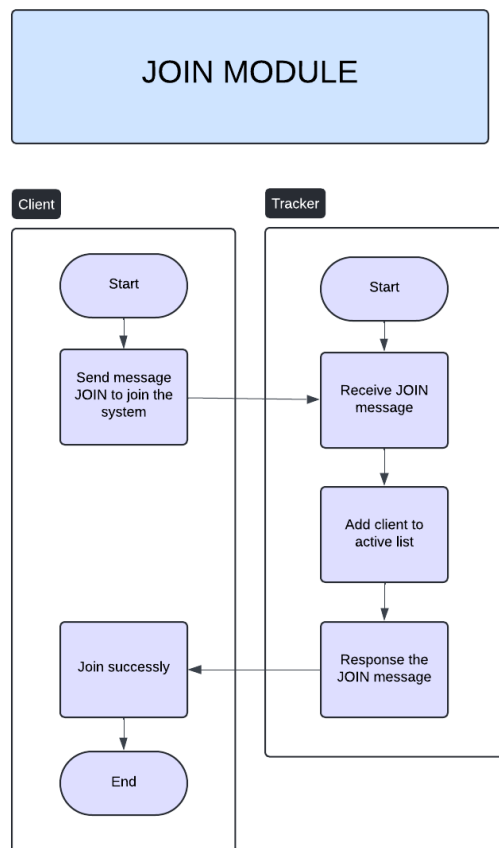 JOIN MODULE
Client
Tracker
Start
Start
Send message
JOIN to join the
system
Receive JOIN
message
Add client to
active list
Join successly
Response the
JOIN message
End